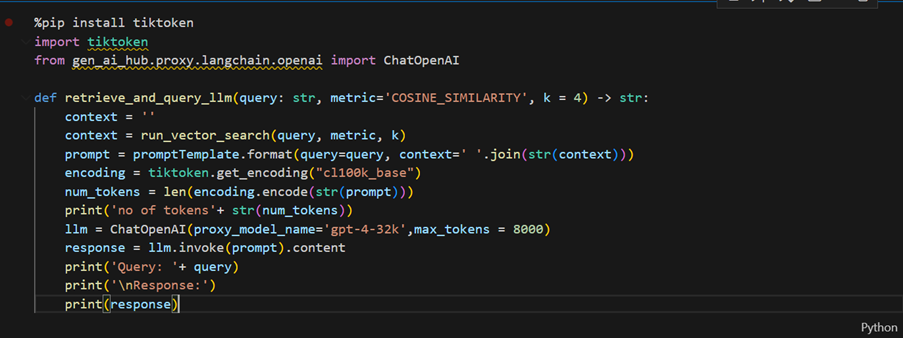 %pip install tiktoken
import tiktoken
from gen_ai_hub.proxy.langchain.openai import ChatOpenAI
def retrieve_and_query_llm(query: str, metric='COSINE_SIMILARITY', k = 4) -> str:
    context = ''
    context = run_vector_search(query, metric, k)
    prompt = promptTemplate.format(query=query, context=' '.join(str(context)))
    encoding = tiktoken.get_encoding("cl100k_base")
    num_tokens = len(encoding.encode(str(prompt)))
    print('no of tokens'+ str(num_tokens))
    llm = ChatOpenAI(proxy_model_name='gpt-4-32k',max_tokens = 8000)
    response = llm.invoke(prompt).content
    print('Query: '+ query)
    print('\nResponse:')
    print(response)
Python